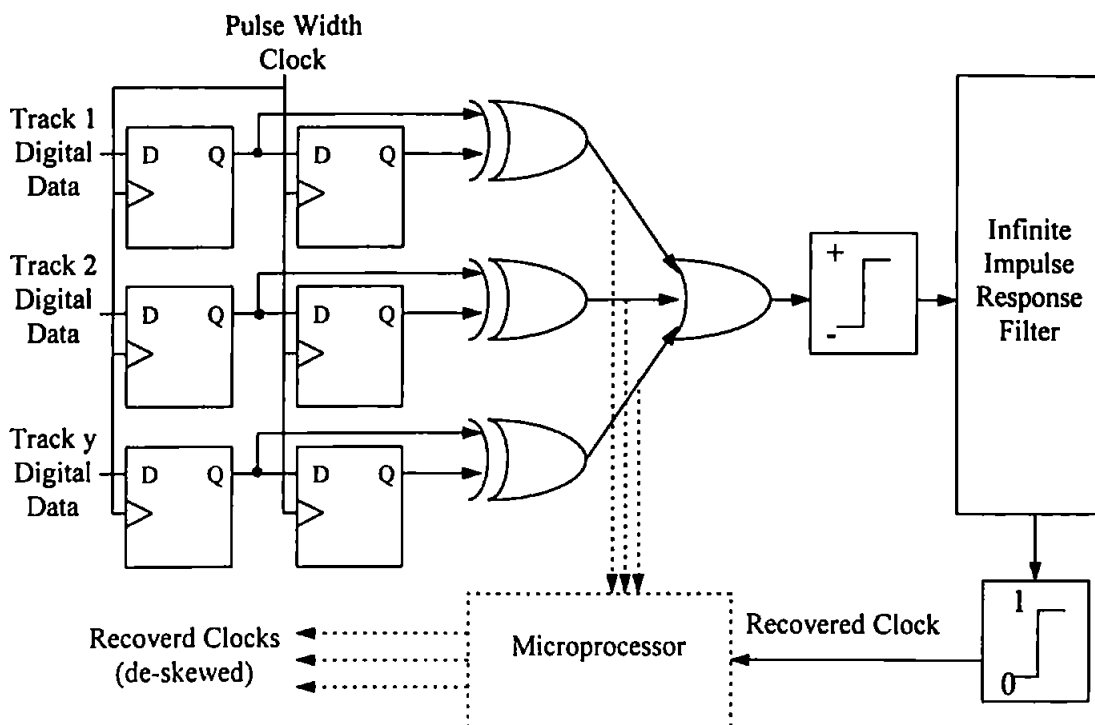 Pulse Width
Clock
Track 1
Digital
Data
D Q
D Q
Track 2
Digital
Data
D Q
D Q
Track y
Digital
Data
D Q
D Q
+
-
Infinite
Impulse
Response
Filter
1
0
Recovered Clock
Microprocessor
Recoverd Clocks
(de-skewed)